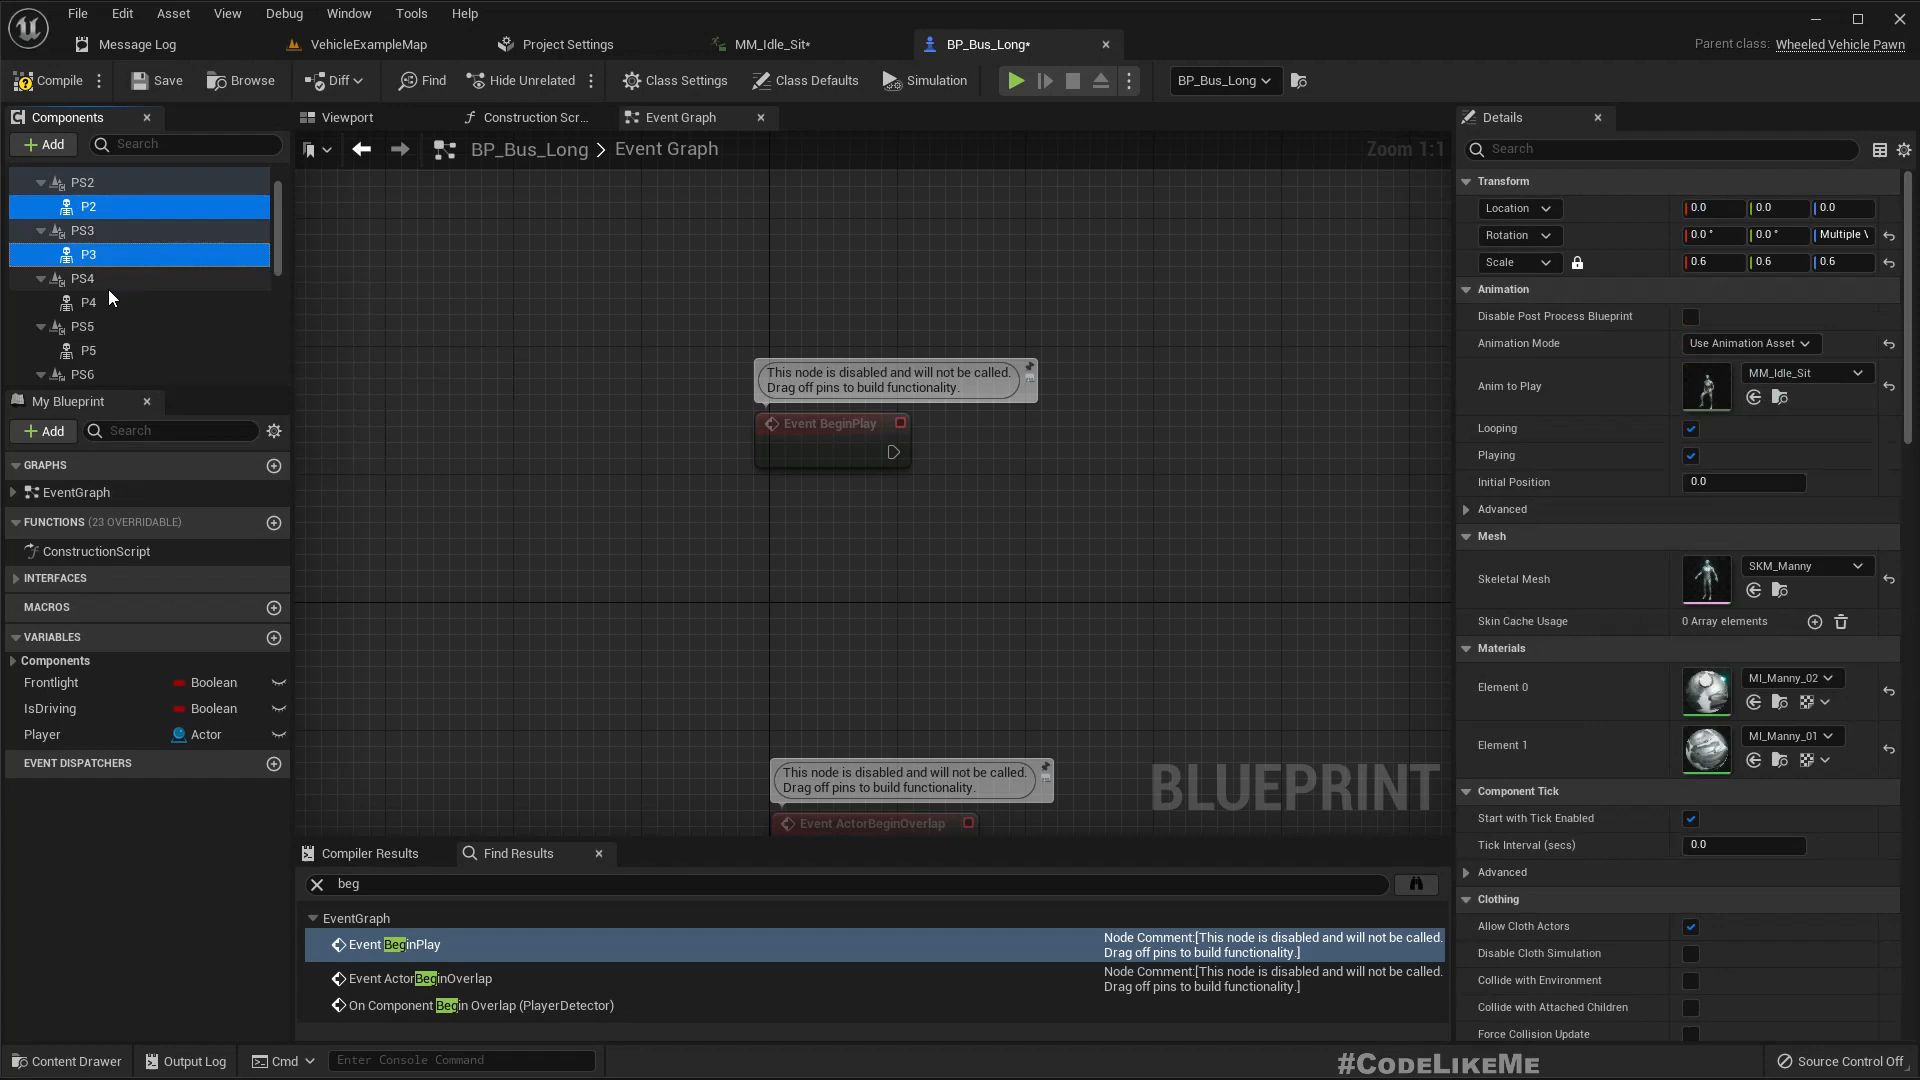 File Edit Asset View Debug Window Tools Help
Message Log VehicleExampleMap Project Settings MM_Idle_Sit* BP_Bus_Long* Parent class: Wheeled Vehicle Pawn
Compile Save Browse Diff Find Hide Unrelated Class Settings Class Defaults Simulation BP_Bus_Long
Components
Add Search
PS2
P2
PS3
P3
PS4
P4
PS5
P5
PS6
My Blueprint
Add Search
GRAPHS
EventGraph
FUNCTIONS (23 OVERRIDABLE)
ConstructionScript
INTERFACES
MACROS
VARIABLES
Components
Frontlight Boolean
IsDriving Boolean
Player Actor
EVENT DISPATCHERS
Viewport Construction Scr... Event Graph
BP_Bus_Long > Event Graph Zoom 1:1
This node is disabled and will not be called.
Drag off pins to build functionality.
Event BeginPlay
This node is disabled and will not be called.
Drag off pins to build functionality.
Event ActorBeginOverlap
BLUEPRINT
Compiler Results Find Results
beg
EventGraph
Event BeginPlay Node Comment:[This node is disabled and will not be called.
Drag off pins to build functionality.]
Event ActorBeginOverlap Node Comment:[This node is disabled and will not be called.
Drag off pins to build functionality.]
On Component Begin Overlap (PlayerDetector)
Details
Search
Transform
Location 0.0 0.0 0.0
Rotation 0.0 ° 0.0 ° Multiple
Scale 0.6 0.6 0.6
Animation
Disable Post Process Blueprint
Animation Mode Use Animation Asset
Anim to Play MM_Idle_Sit
Looping
Playing
Initial Position 0.0
Advanced
Mesh
Skeletal Mesh SKM_Manny
Skin Cache Usage 0 Array elements
Materials
Element 0 MI_Manny_02
Element 1 MI_Manny_01
Component Tick
Start with Tick Enabled
Tick Interval (secs) 0.0
Advanced
Clothing
Allow Cloth Actors
Disable Cloth Simulation
Collide with Environment
Collide with Attached Children
Force Collision Update
Content Drawer Output Log Cmd Enter Console Command #CodeLikeMe Source Control Off